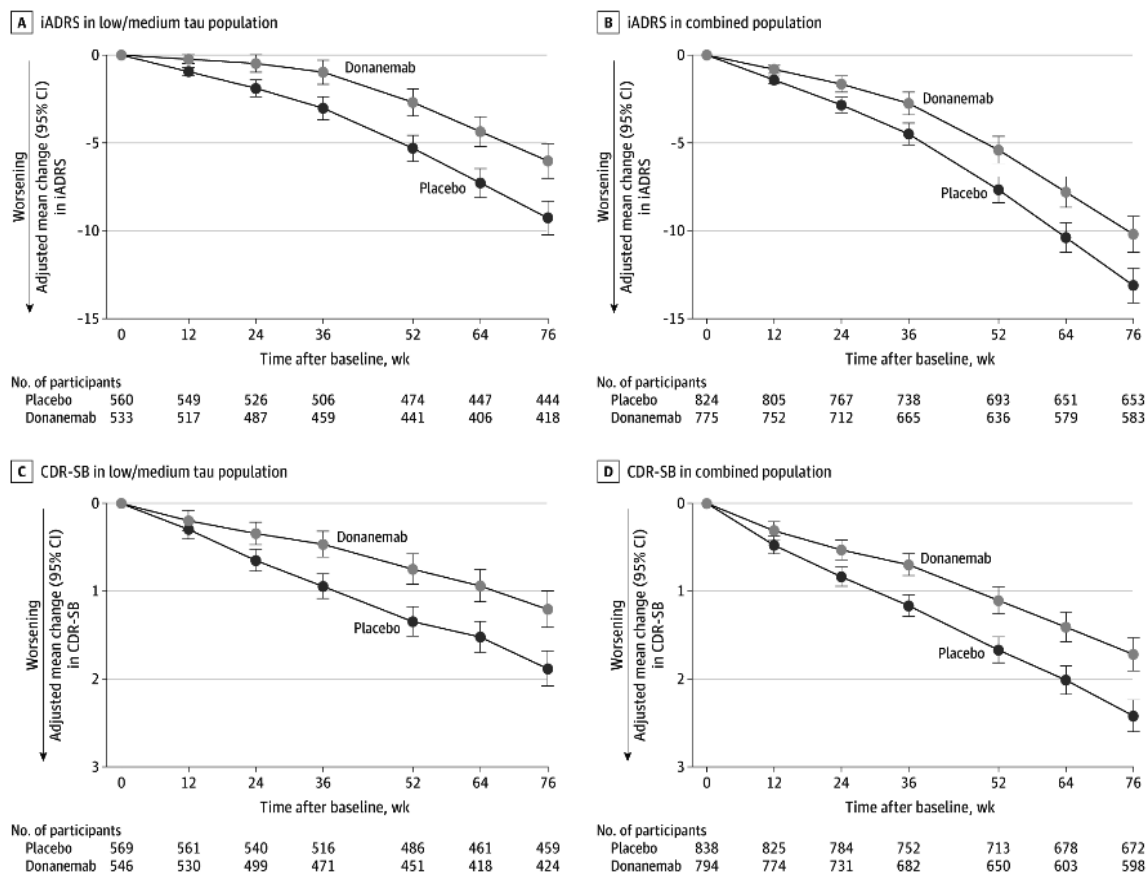 A iADRS in low/medium tau population
0
-5
-10
-15
Worsening
Adjusted mean change (95% CI)
in iADRS
Donanemab
Placebo
0 12 24 36 52 64 76
Time after baseline, wk
No. of participants
Placebo 560 549 526 506 474 447 444
Donanemab 533 517 487 459 441 406 418
B iADRS in combined population
0
-5
-10
-15
Worsening
Adjusted mean change (95% CI)
in iADRS
Donanemab
Placebo
0 12 24 36 52 64 76
Time after baseline, wk
No. of participants
Placebo 824 805 767 738 693 651 653
Donanemab 775 752 712 665 636 579 583
C CDR-SB in low/medium tau population
0
1
2
3
Worsening
Adjusted mean change (95% CI)
in CDR-SB
Donanemab
Placebo
0 12 24 36 52 64 76
Time after baseline, wk
No. of participants
Placebo 569 561 540 516 486 461 459
Donanemab 546 530 499 471 451 418 424
D CDR-SB in combined population
0
1
2
3
Worsening
Adjusted mean change (95% CI)
in CDR-SB
Donanemab
Placebo
0 12 24 36 52 64 76
Time after baseline, wk
No. of participants
Placebo 838 825 784 752 713 678 672
Donanemab 794 774 731 682 650 603 598